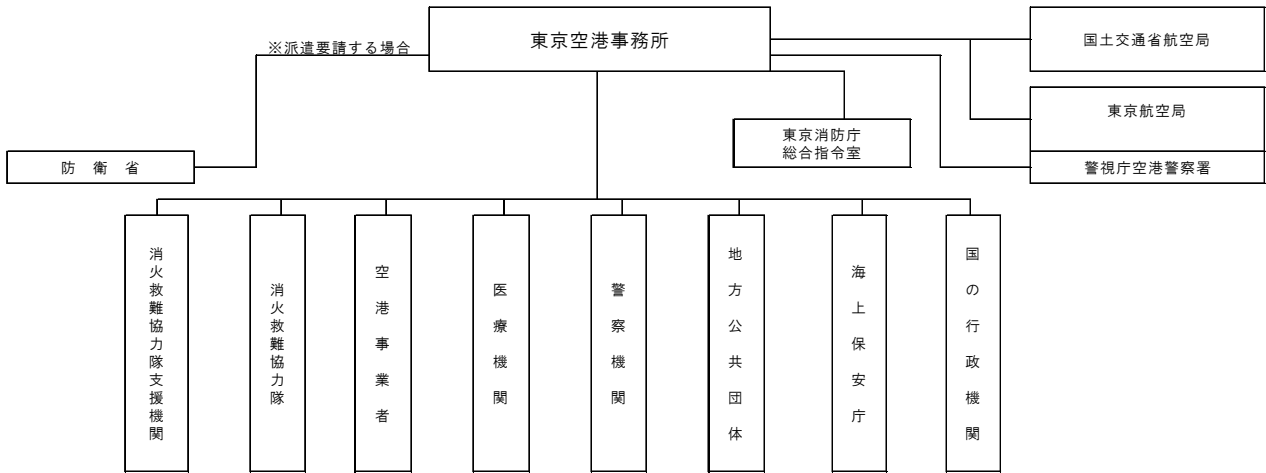 東京空港事務所
国土交通省航空局
※派遣要請する場合
東京航空局
東京消防庁
総合指令室
防衛省
警視庁空港警察署
消火救難協力隊支援機関
消火救難協力隊
空港事業者
医療機関
警察機関
地方公共団体
海上保安庁
国の行政機関